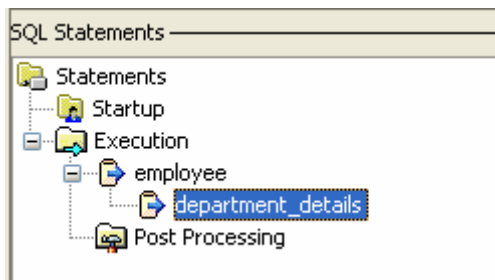 SQL Statements
Statements
Startup
Execution
employee
department_details
Post Processing